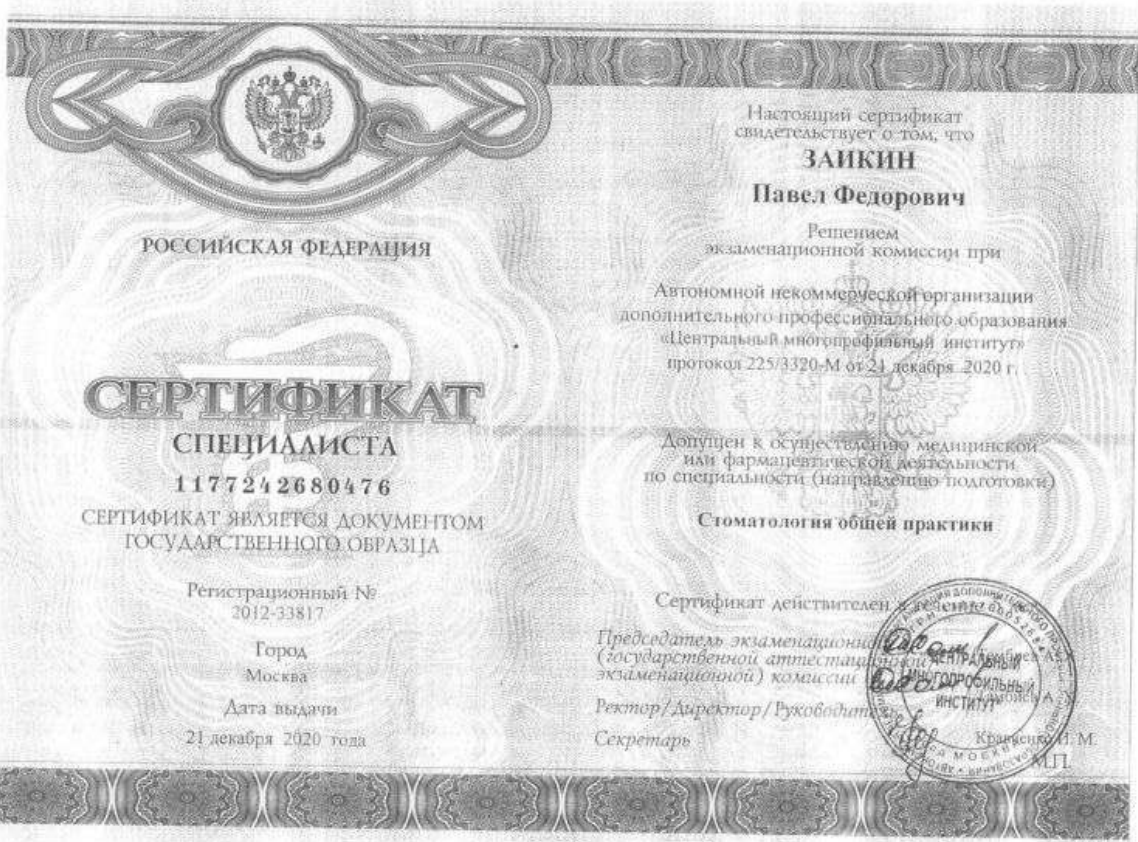 РОССИЙСКАЯ ФЕДЕРАЦИЯ
СЕРТИФИКАТ
СПЕЦИАЛИСТА
1177242680476
СЕРТИФИКАТ ЯВЛЯЕТСЯ ДОКУМЕНТОМ
ГОСУДАРСТВЕННОГО ОБРАЗЦА
Регистрационный №
2012-33817
Город
Москва
Дата выдачи
21 декабря 2020 года
Настоящий сертификат
свидетельствует о том, что
ЗАИКИН
Павел Федорович
Решением
экзаменационной комиссии при
Автономной некоммерческой организации
дополнительного профессионального образования
«Центральный многопрофильный институт»
протокол 225/3320-М от 21 декабря 2020 г.
Допущен к осуществлению медицинской
или фармацевтической деятельности
по специальности (направлению подготовки)
Стоматология общей практики
Сертификат действителен в течение
Председатель экзаменационной
(государственной аттестационной
экзаменационной) комиссии
Ректор/Директор/Руководитель
Секретарь
Кравченко И. М.
М.П.
ЦЕНТРАЛЬНЫЙ
МНОГОПРОФИЛЬНЫЙ
ИНСТИТУТ